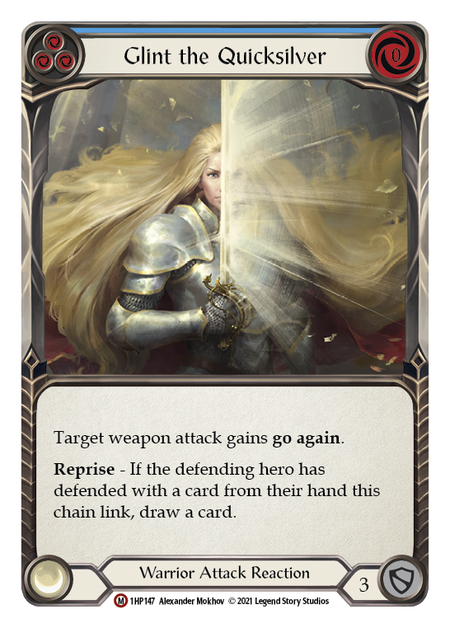 Glint the Quicksilver
0
Target weapon attack gains go again.
Reprise - If the defending hero has
defended with a card from their hand this
chain link, draw a card.
Warrior Attack Reaction
3
M 1HP147 Alexander Mokhov © 2021 Legend Story Studios